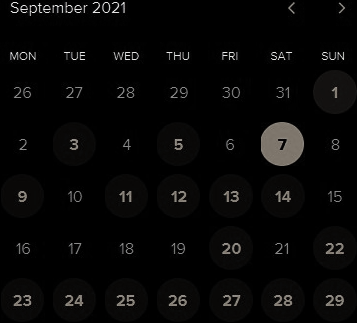 September 2021
MON TUE WED THU FRI SAT SUN
26 27 28 29 30 31 1
2 3 4 5 6 7 8
9 10 11 12 13 14 15
16 17 18 19 20 21 22
23 24 25 26 27 28 29